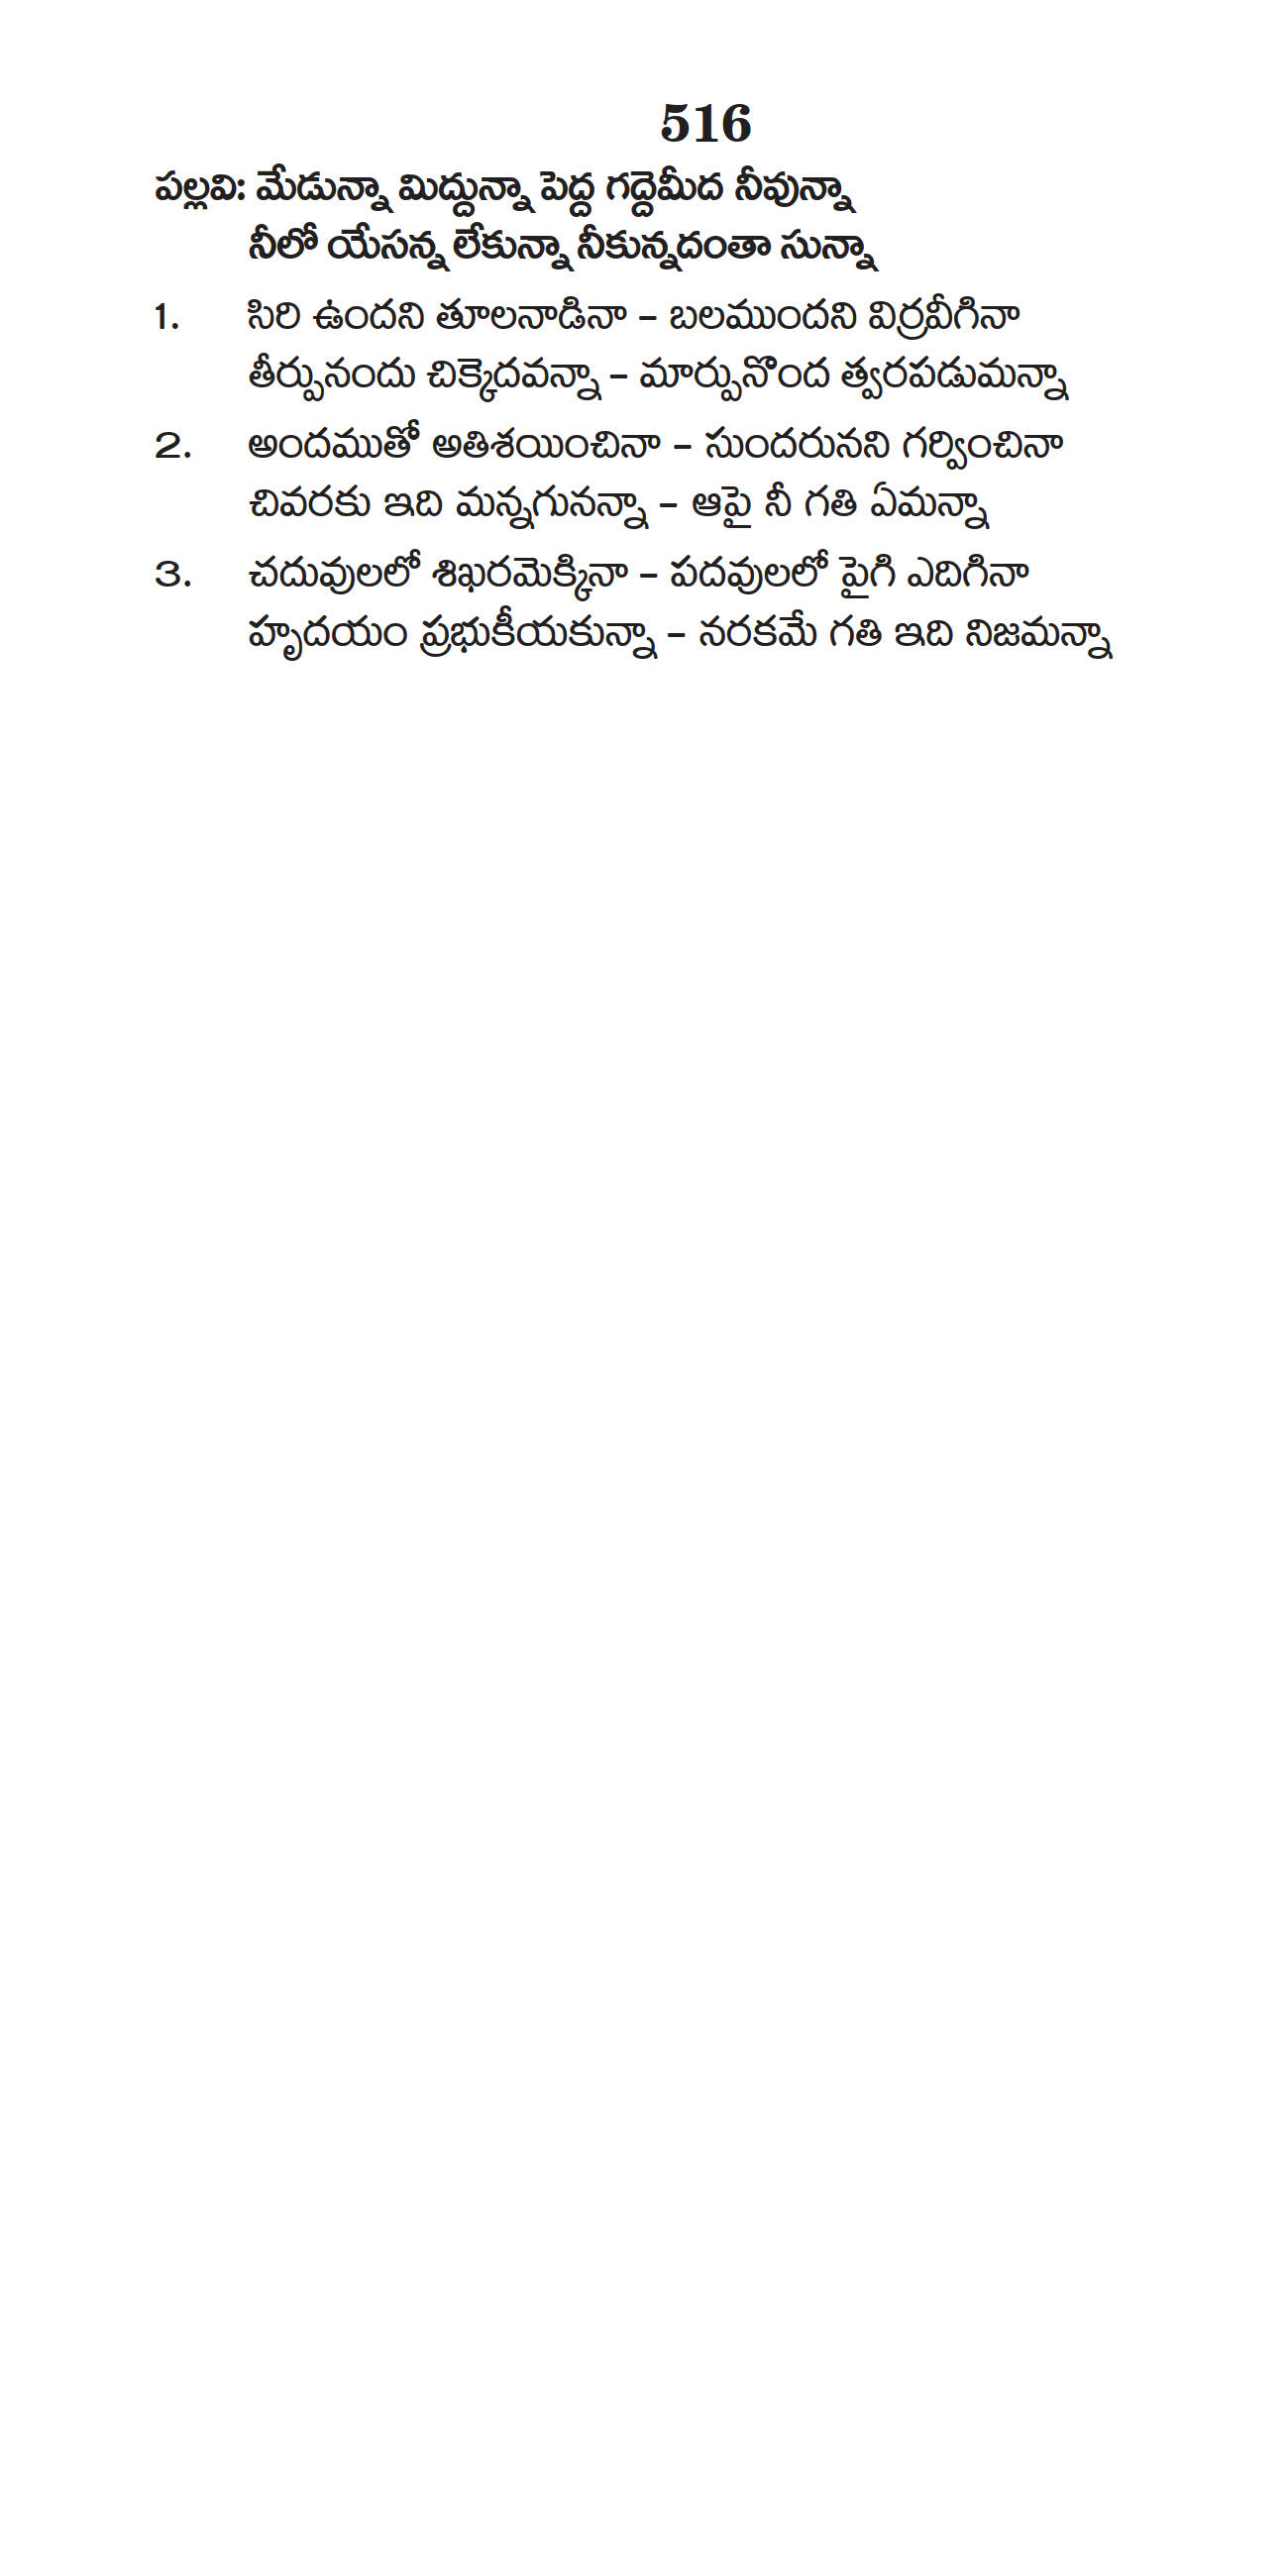 516
పల్లవి: మేడున్నా మిద్దున్నా పెద్ద గద్దెమీద నీవున్నా
నీలో యేసన్న లేకున్నా నీకున్నదంతా సున్నా
1. సిరి ఉందని తూలనాడినా – బలముందని విర్రవీగినా
తీర్పునందు చిక్కెదవన్నా – మార్పునొంద త్వరపడుమన్నా
2. అందముతో అతిశయించినా – సుందరునని గర్వించినా
చివరకు ఇది మన్నగునన్నా – ఆపై నీ గతి ఏమన్నా
3. చదువులలో శిఖరమెక్కినా – పదవులలో పైగి ఎదిగినా
హృదయం ప్రభుకీయకున్నా – నరకమే గతి ఇది నిజమన్నా